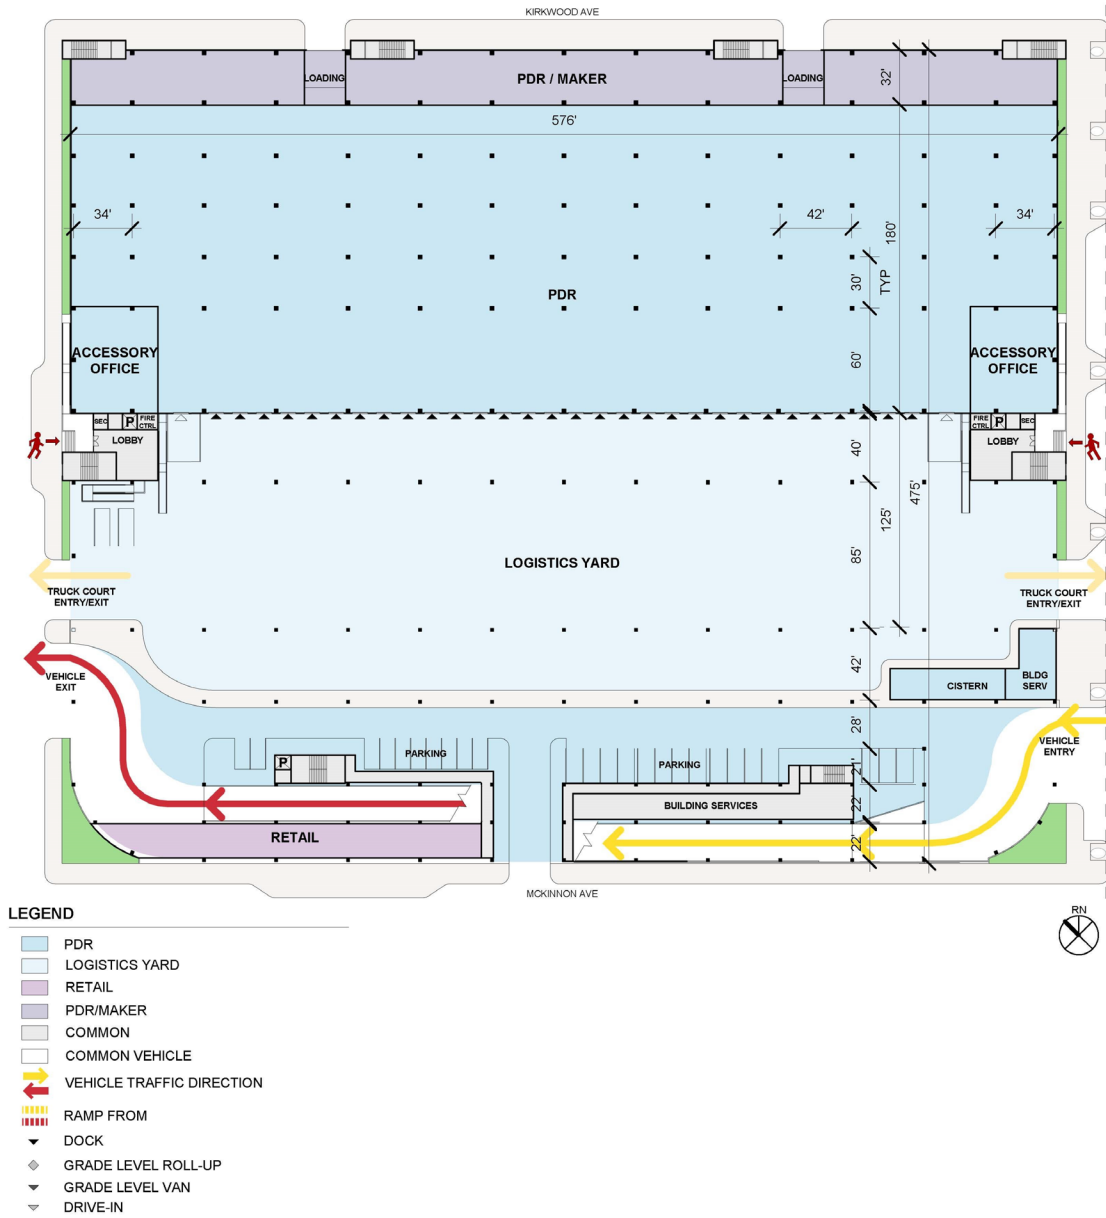 KIRKWOOD AVE
LOADING
PDR / MAKER
LOADING
32'
576'
34'
42'
34'
180'
30'
TYP
PDR
ACCESSORY
OFFICE
60'
ACCESSORY
OFFICE
SEC
P
FIRE
CTRL
LOBBY
FIRE
CTRL
P
SEC
LOBBY
40'
475'
125'
85'
LOGISTICS YARD
TRUCK COURT
ENTRY/EXIT
TRUCK COURT
ENTRY/EXIT
VEHICLE
EXIT
42'
CISTERN
BLDG
SERV
28'
VEHICLE
ENTRY
PARKING
P
PARKING
21'
BUILDING SERVICES
22'
RETAIL
22'
MCKINNON AVE
LEGEND
RN
PDR
LOGISTICS YARD
RETAIL
PDR/MAKER
COMMON
COMMON VEHICLE
VEHICLE TRAFFIC DIRECTION
RAMP FROM
DOCK
GRADE LEVEL ROLL-UP
GRADE LEVEL VAN
DRIVE-IN